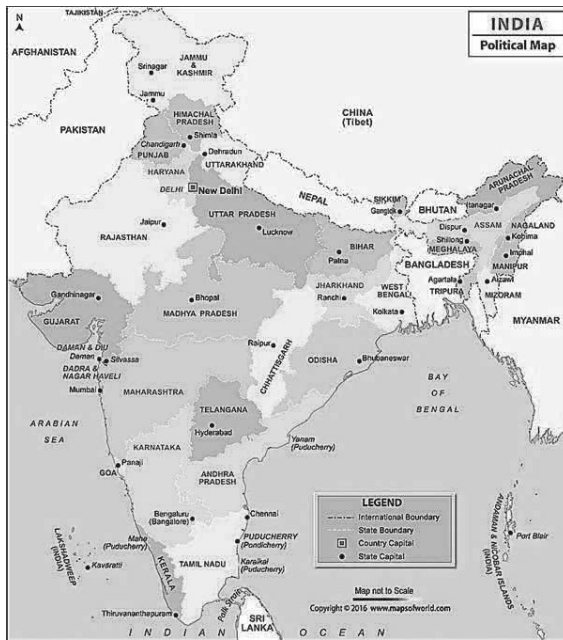 TAJIKISTAN
N
INDIA
Political Map
AFGHANISTAN
JAMMU
& KASHMIR
Srinagar
Jammu
CHINA
(Tibet)
PAKISTAN
HIMACHAL
PRADESH
Shimla
Chandigarh
PUNJAB
Dehradun
UTTARAKHAND
HARYANA
DELHI
New Delhi
NEPAL
SIKKIM
Gangtok
BHUTAN
ARUNACHAL
PRADESH
Itanagar
RAJASTHAN
Jaipur
UTTAR PRADESH
Lucknow
BIHAR
Patna
Dispur
ASSAM
NAGALAND
Kohima
Shillong
MEGHALAYA
Imphal
MANIPUR
BANGLADESH
Agartala
TRIPURA
Aizawl
MIZORAM
MYANMAR
Gandhinagar
GUJARAT
Bhopal
MADHYA PRADESH
JHARKHAND
Ranchi
WEST
BENGAL
Kolkata
DAMAN & DIU
Daman
Silvassa
DADRA &
NAGAR HAVELI
Mumbai
Raipur
CHHATTISGARH
ODISHA
Bhubaneswar
MAHARASHTRA
ARABIAN
SEA
BAY
OF
BENGAL
TELANGANA
Hyderabad
Yanam
(Puducherry)
KARNATAKA
Panaji
GOA
ANDHRA
PRADESH
Bengaluru
(Bangalore)
Chennai
Mahe
(Puducherry)
PUDUCHERRY
(Pondicherry)
TAMIL NADU
Karaikal
(Puducherry)
KERALA
LAKSHADWEEP
(INDIA)
Kavaratti
Thiruvananthapuram
Palk Strait
SRI
LANKA
INDIAN OCEAN
ANDAMAN & NICOBAR ISLANDS
(INDIA)
Port Blair
LEGEND
International Boundary
State Boundary
Country Capital
State Capital
Map not to Scale
Copyright © 2016 www.mapsofworld.com